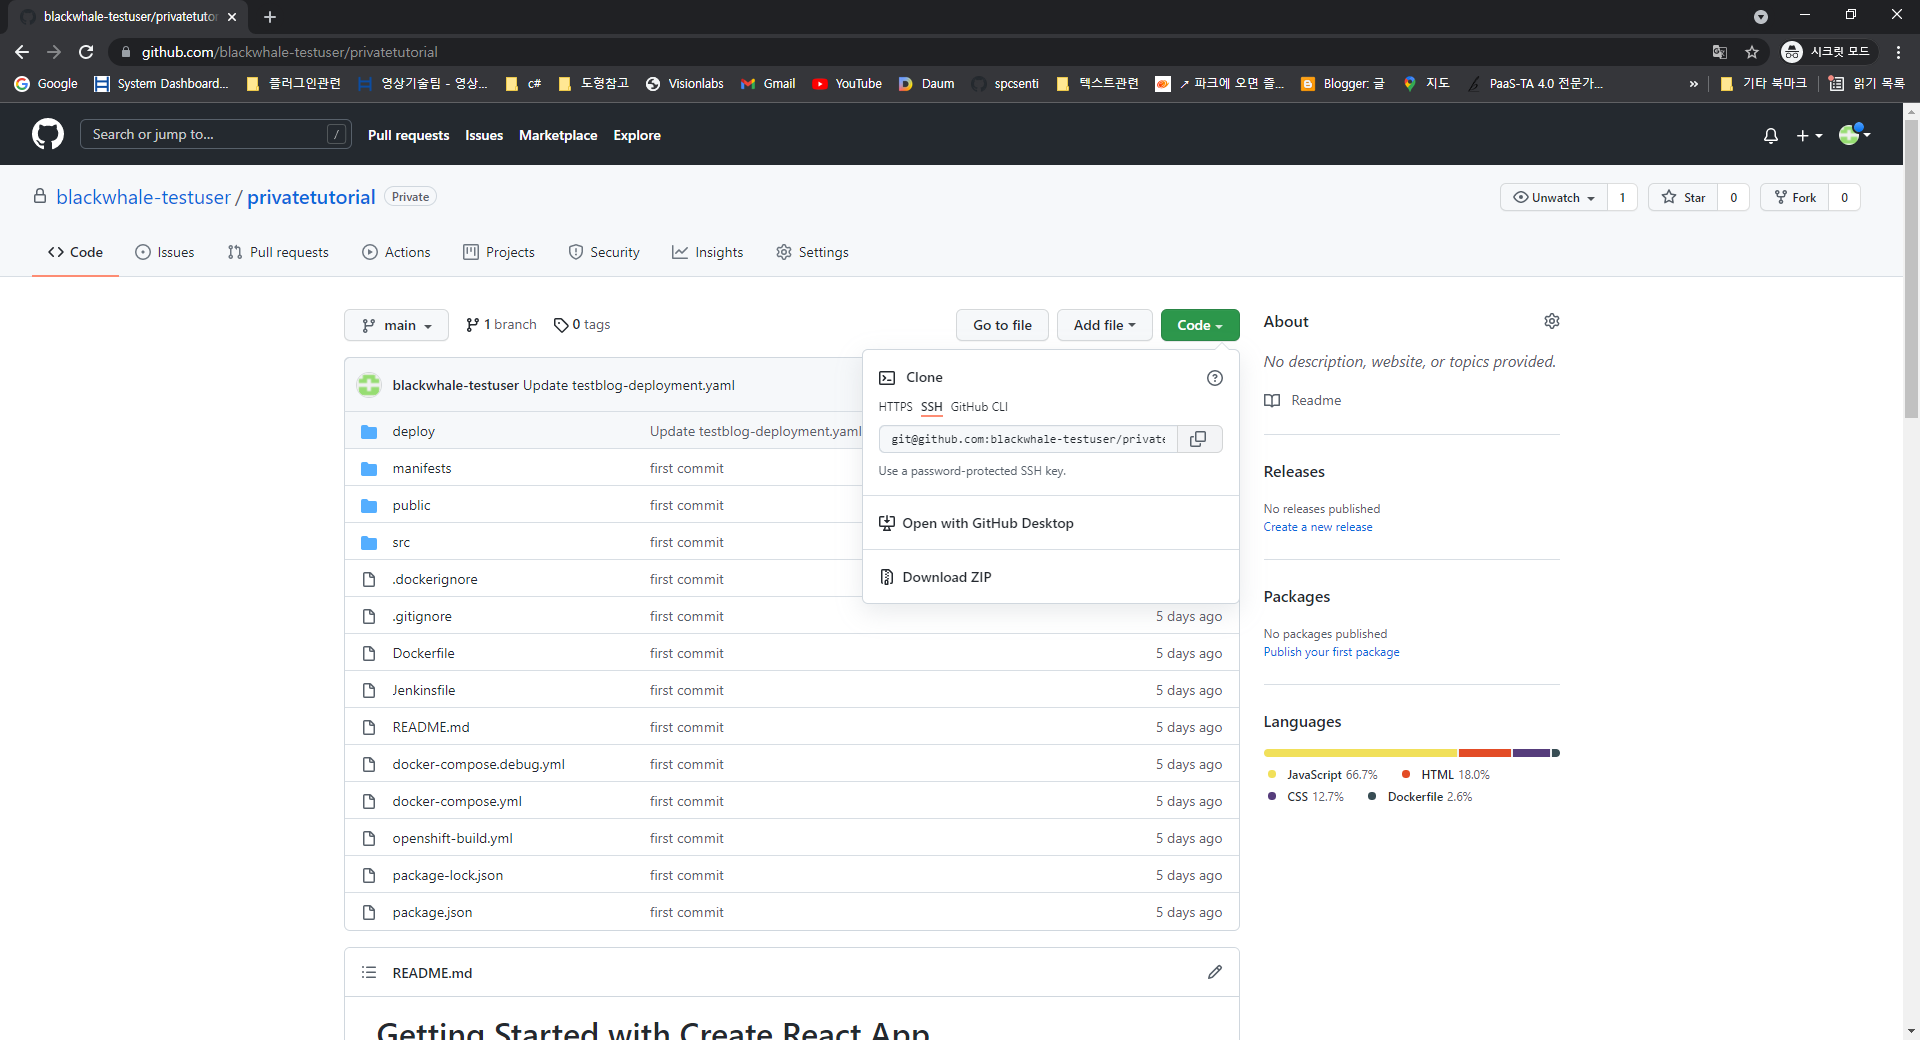 blackwhale-testuser/privatetutor
github.com/blackwhale-testuser/privatetutorial
시크릿 모드
Google
System Dashboard...
플러그인관련
영상기술팀 - 영상...
c#
도형참고
Visionlabs
Gmail
YouTube
Daum
spcsenti
텍스트관련
↗ 파크에 오면 즐...
Blogger: 글
지도
PaaS-TA 4.0 전문가...
»
기타 북마크
읽기 목록
Search or jump to...
/
Pull requests
Issues
Marketplace
Explore
blackwhale-testuser / privatetutorial
Private
Unwatch
1
Star
0
Fork
0
Code
Issues
Pull requests
Actions
Projects
Security
Insights
Settings
main
1 branch
0 tags
Go to file
Add file
Code
blackwhale-testuser Update testblog-deployment.yaml
deploy
Update testblog-deployment.yaml
manifests
first commit
public
first commit
src
first commit
.dockerignore
first commit
.gitignore
first commit
5 days ago
Dockerfile
first commit
5 days ago
Jenkinsfile
first commit
5 days ago
README.md
first commit
5 days ago
docker-compose.debug.yml
first commit
5 days ago
docker-compose.yml
first commit
5 days ago
openshift-build.yml
first commit
5 days ago
package-lock.json
first commit
5 days ago
package.json
first commit
5 days ago
Clone
HTTPS
SSH
GitHub CLI
git@github.com:blackwhale-testuser/private
Use a password-protected SSH key.
Open with GitHub Desktop
Download ZIP
README.md
Getting Started with Create React App
About
No description, website, or topics provided.
Readme
Releases
No releases published
Create a new release
Packages
No packages published
Publish your first package
Languages
JavaScript 66.7%
HTML 18.0%
CSS 12.7%
Dockerfile 2.6%